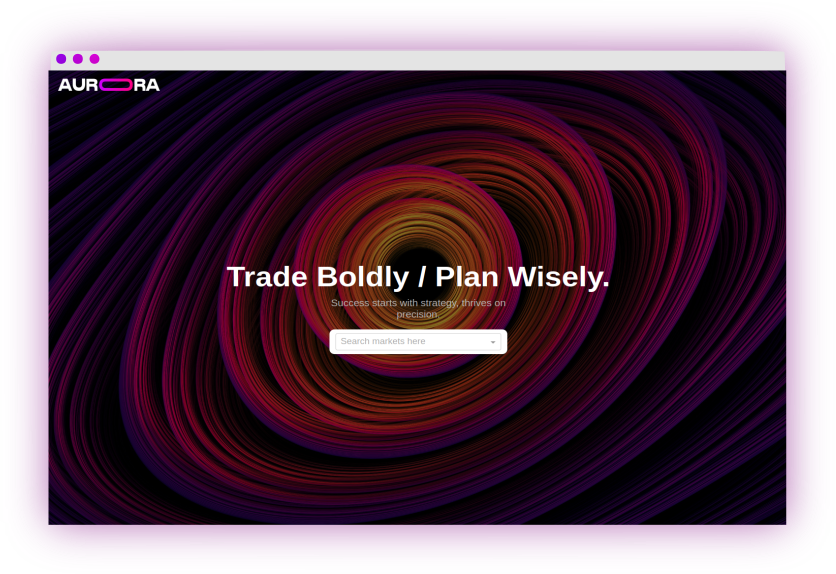 AURORA
Trade Boldly / Plan Wisely.
Success starts with strategy, thrives on
precision.
Search markets here